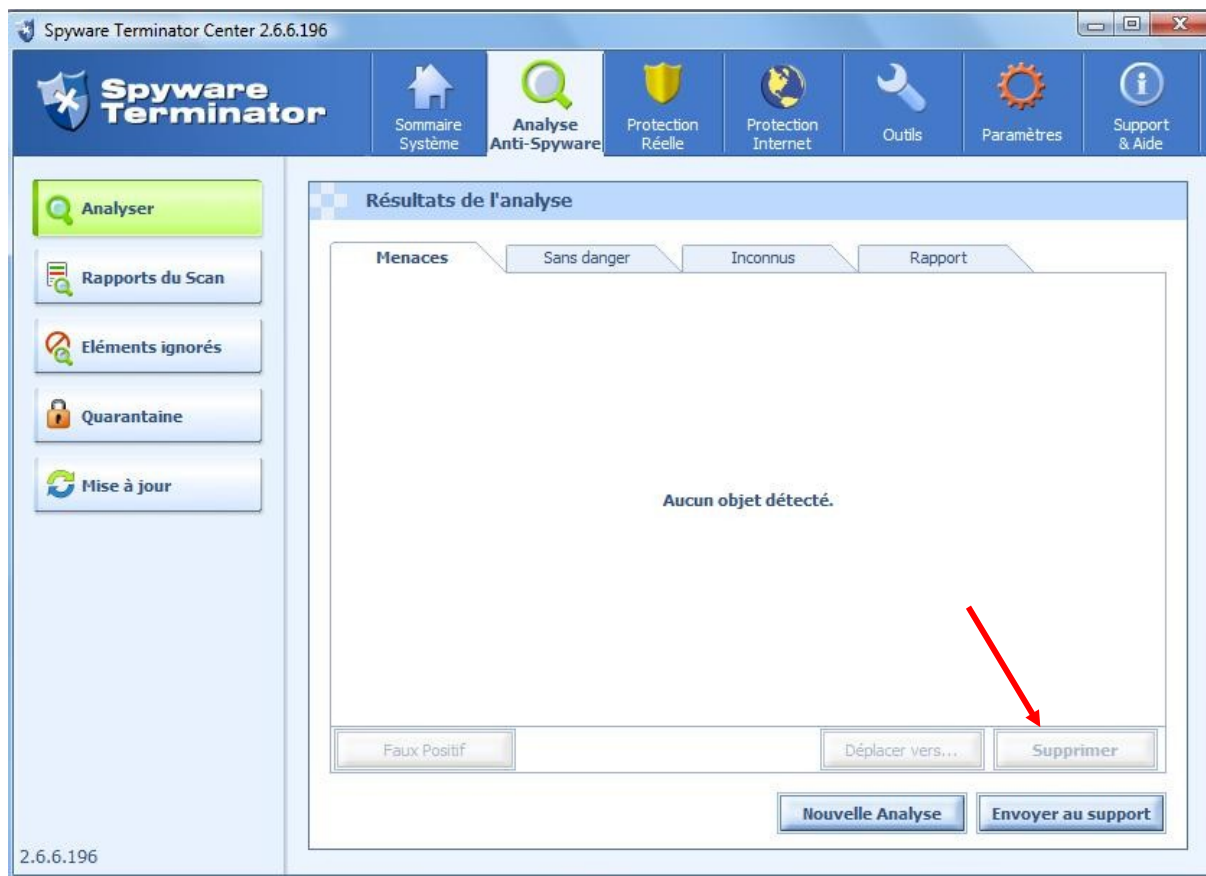 Spyware Terminator Center 2.6.6.196
Spyware
Terminator
Sommaire
Système
Analyse
Anti-Spyware
Protection
Réelle
Protection
Internet
Outils
Paramètres
Support
& Aide
Analyser
Rapports du Scan
Eléments ignorés
Quarantaine
Mise à jour
2.6.6.196
Résultats de l'analyse
Menaces
Sans danger
Inconnus
Rapport
Aucun objet détecté.
Faux Positif
Déplacer vers...
Supprimer
Nouvelle Analyse
Envoyer au support